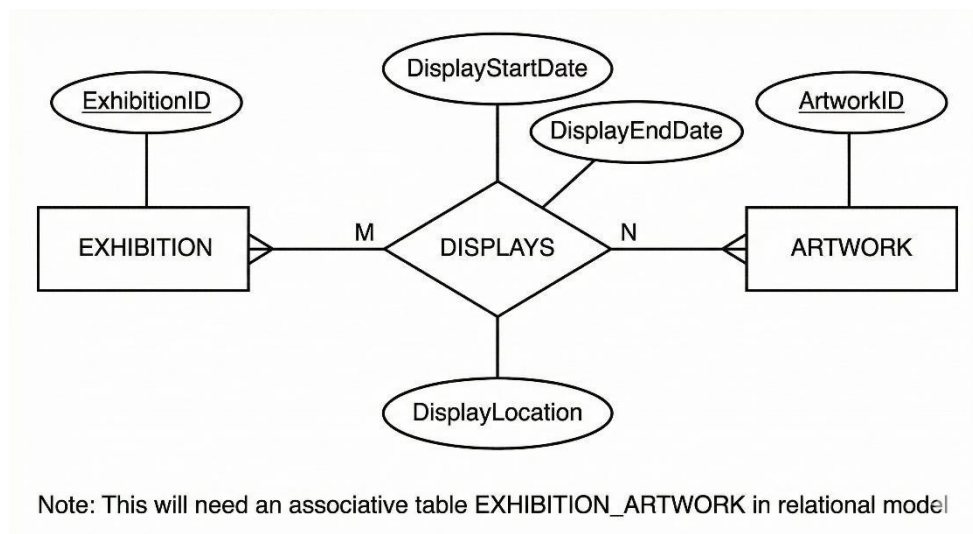 DisplayStartDate
ExhibitionID
ArtworkID
DisplayEndDate
M
N
EXHIBITION
DISPLAYS
ARTWORK
DisplayLocation
Note: This will need an associative table EXHIBITION_ARTWORK in relational model